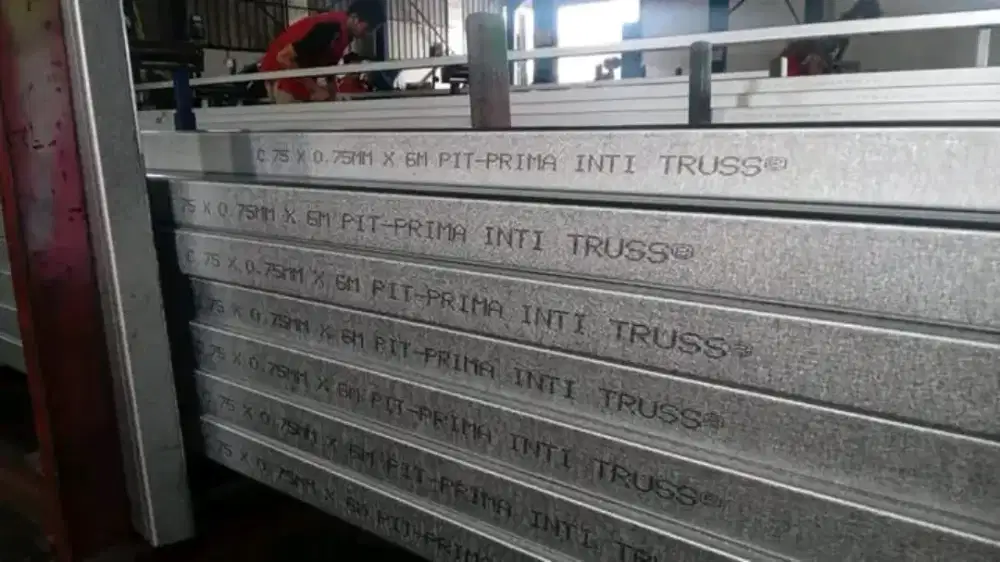 C 75 X 0.75MM X 6M PIT-PRIMA INTI TRUSS®
75 X 0.75MM X 6M PIT-PRIMA INTI TRUSS®
C 75 X 0.75MM X 6M PIT-PRIMA INTI TRUSS®
75 X 0.75MM X 6M PIT-PRIMA INTI TRUSS®
75 X 0.75MM X 6M PIT-PRIMA INTI TRUSS®
C 75 X 0.75MM X 6M PIT-PRIMA INTI
75 X 0.75MM X 6M PIT-PRIMA